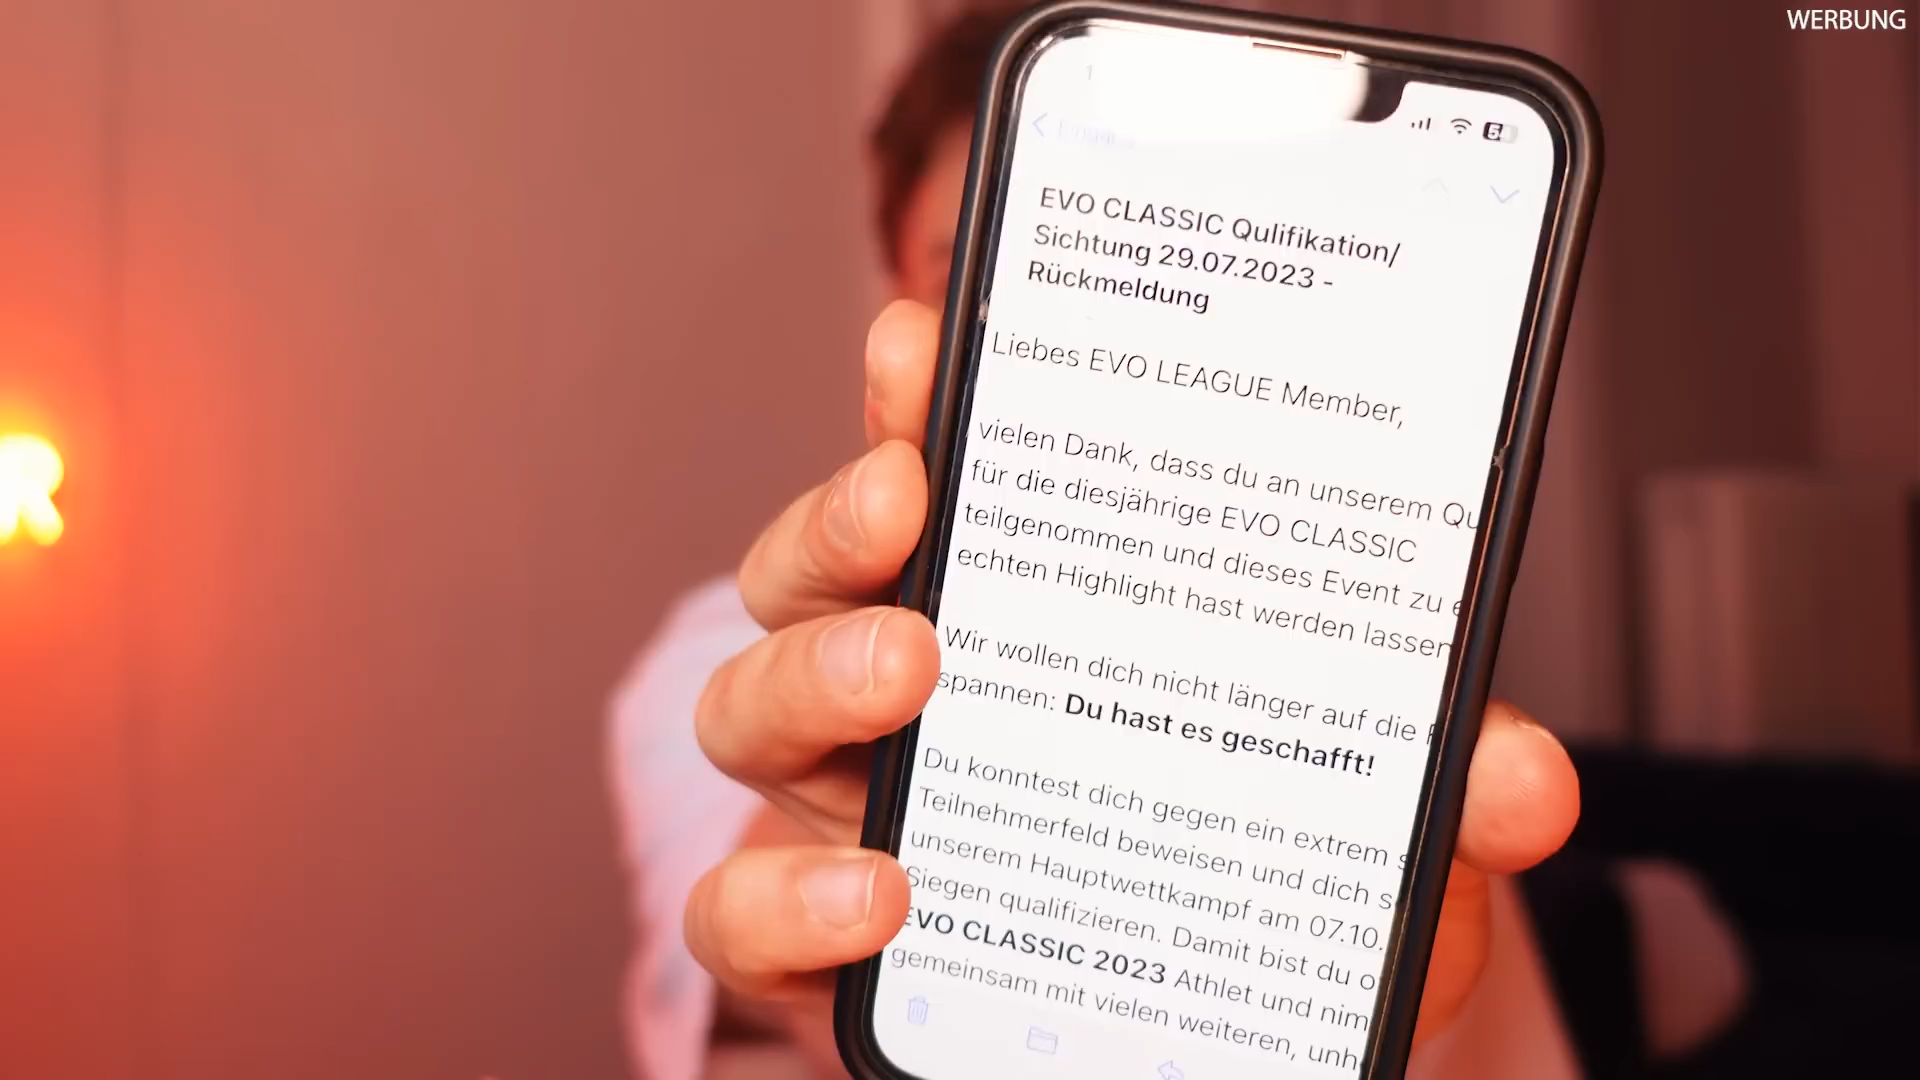 WERBUNG
EVO CLASSIC Qulifikation/
Sichtung 29.07.2023 -
Rückmeldung
Liebes EVO LEAGUE Member,
vielen Dank, dass du an unserem Qu
für die diesjährige EVO CLASSIC
teilgenommen und dieses Event zu e
echten Highlight hast werden lassen
Wir wollen dich nicht länger auf die
spannen: Du hast es geschafft!
Du konntest dich gegen ein extrem s
Teilnehmerfeld beweisen und dich s
unserem Hauptwettkampf am 07.10.
Siegen qualifizieren. Damit bist du o
EVO CLASSIC 2023 Athlet und nim
gemeinsam mit vielen weiteren, unh